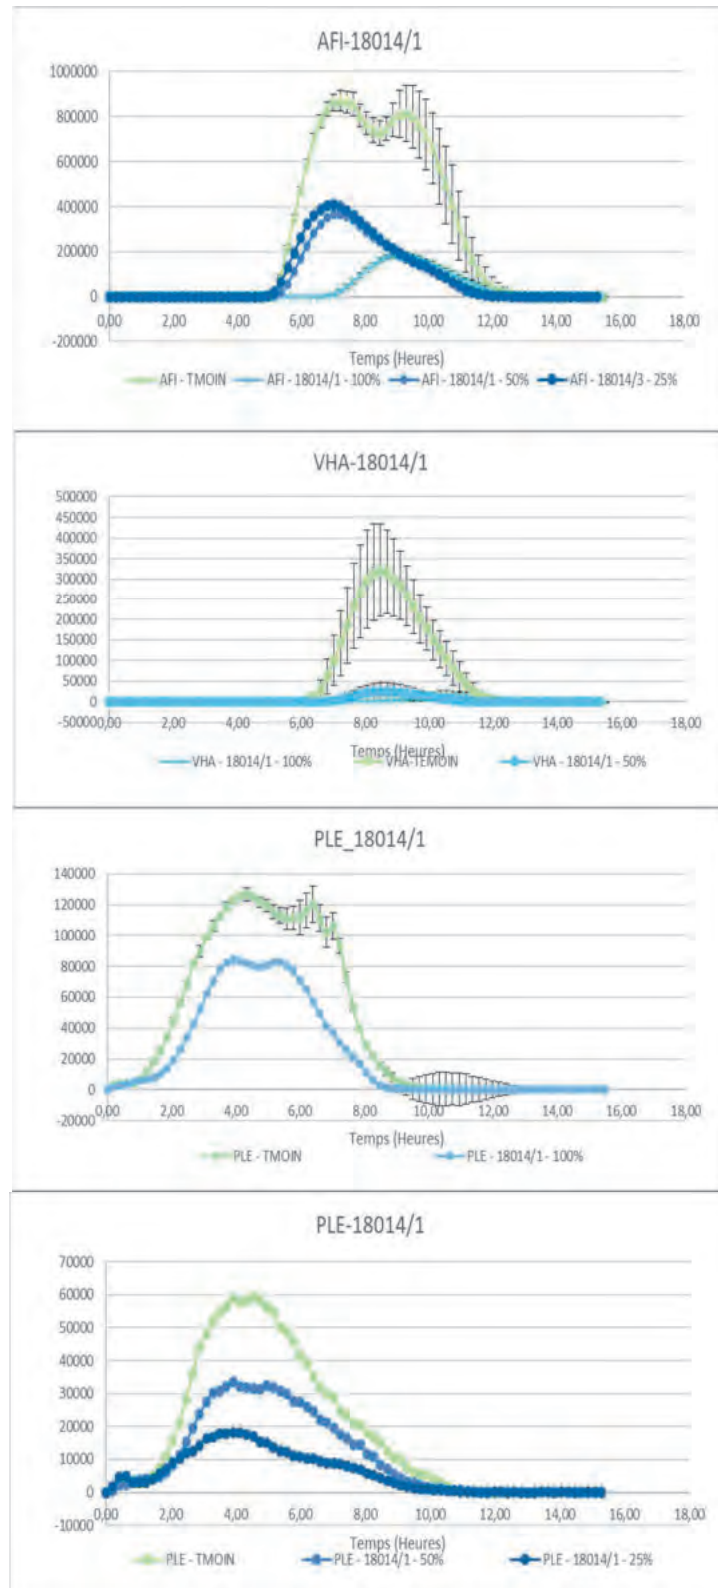 AFI-18014/1
1000000
800000
600000
400000
200000
0
0,00 2,00 4,00 6,00 8,00 10,00 12,00 14,00 16,00 18,00
-200000
Temps (Heures)
AFI - TMOIN AFI - 18014/1 - 100% AFI - 18014/1 - 50% AFI - 18014/3 - 25%
VHA-18014/1
500000
450000
400000
350000
300000
250000
200000
150000
100000
50000
0
-500000,00 2,00 4,00 6,00 8,00 10,00 12,00 14,00 16,00 18,00
Temps (Heures)
VHA - 18014/1 - 100% VHA-TEMOIN VHA - 18014/1 - 50%
PLE_18014/1
140000
120000
100000
80000
60000
40000
20000
0
0,00 2,00 4,00 6,00 8,00 10,00 12,00 14,00 16,00 18,00
-20000
Temps (Heures)
PLE - TMOIN PLE - 18014/1 - 100%
PLE-18014/1
70000
60000
50000
40000
30000
20000
10000
0
0,00 2,00 4,00 6,00 8,00 10,00 12,00 14,00 16,00 18,00
-10000
Temps (Heures)
PLE - TMOIN PLE - 18014/1 - 50% PLE - 18014/1 - 25%